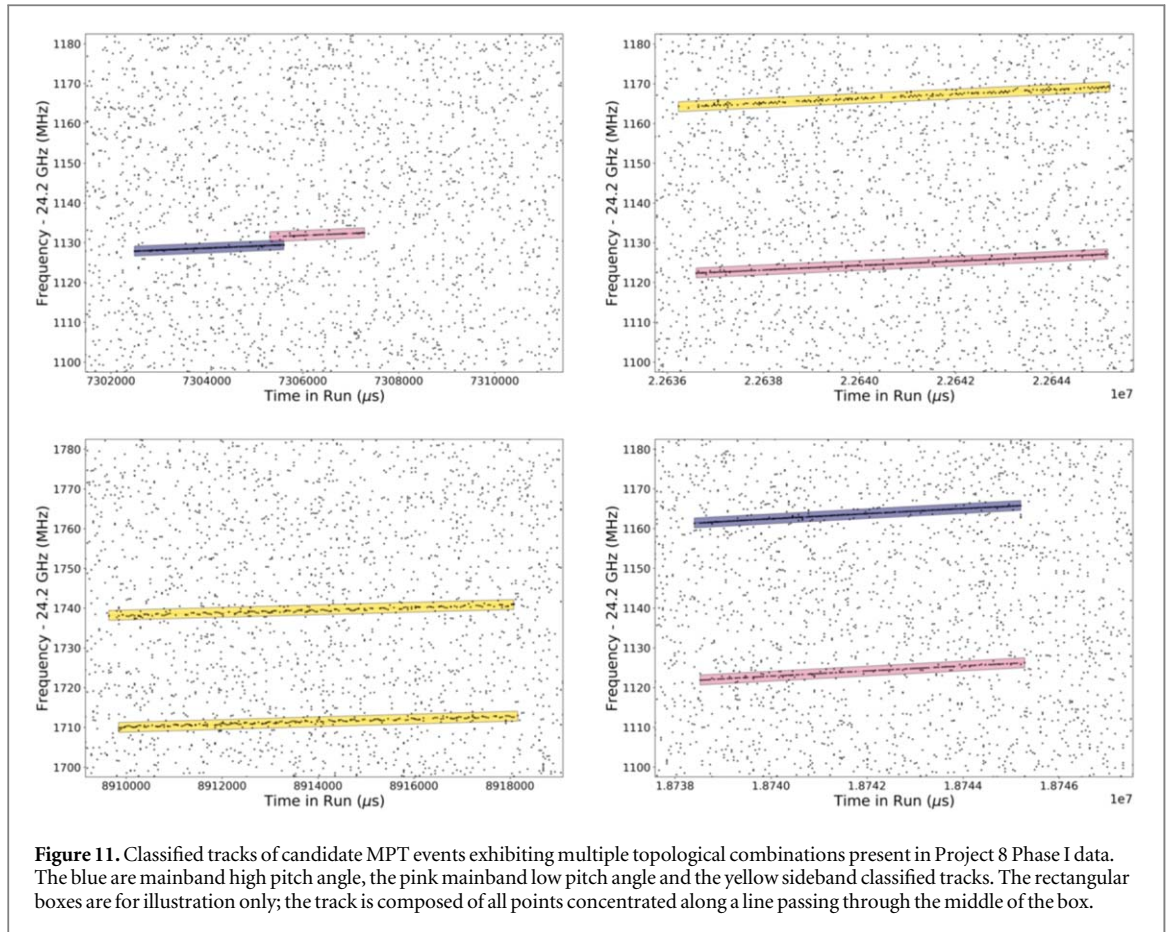 1180
1170
1160
1150
1140
1130
1120
1110
1100
Frequency - 24.2 GHz (MHz)
7302000 7304000 7306000 7308000 7310000
Time in Run (μs)
1180
1170
1160
1150
1140
1130
1120
1110
1100
Frequency - 24.2 GHz (MHz)
2.2636 2.2638 2.2640 2.2642 2.2644
1e7
Time in Run (μs)
1780
1770
1760
1750
1740
1730
1720
1710
1700
Frequency - 24.2 GHz (MHz)
8910000 8912000 8914000 8916000 8918000
Time in Run (μs)
1180
1170
1160
1150
1140
1130
1120
1110
1100
Frequency - 24.2 GHz (MHz)
1.8738 1.8740 1.8742 1.8744 1.8746
1e7
Time in Run (μs)
Figure 11. Classified tracks of candidate MPT events exhibiting multiple topological combinations present in Project 8 Phase I data.
The blue are mainband high pitch angle, the pink mainband low pitch angle and the yellow sideband classified tracks. The rectangular
boxes are for illustration only; the track is composed of all points concentrated along a line passing through the middle of the box.